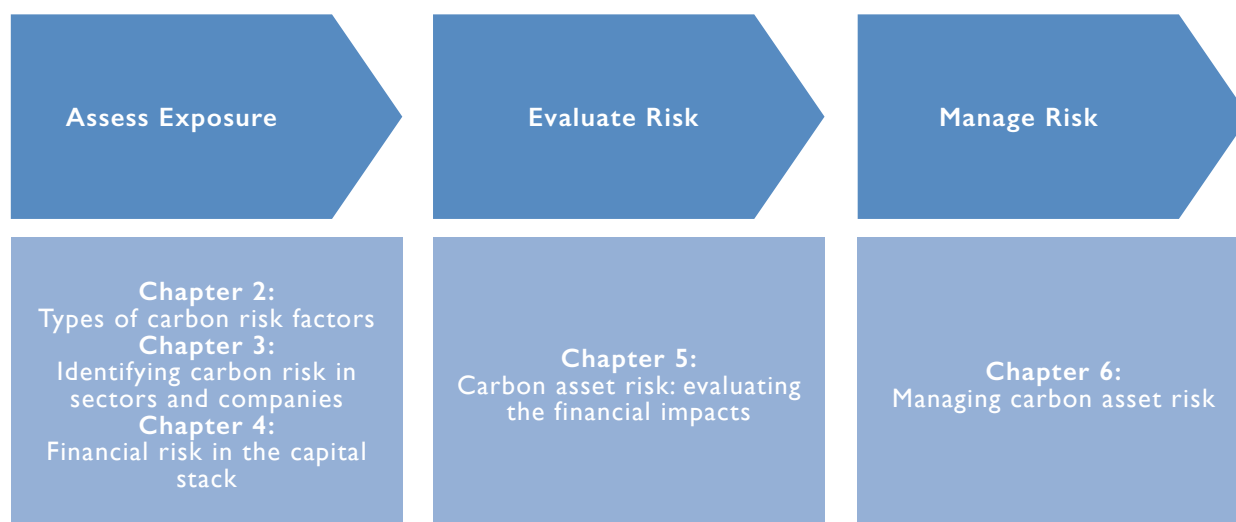 Assess Exposure
Evaluate Risk
Manage Risk
Chapter 2:
Types of carbon risk factors
Chapter 3:
Identifying carbon risk in
sectors and companies
Chapter 4:
Financial risk in the capital
stack
Chapter 5:
Carbon asset risk: evaluating
the financial impacts
Chapter 6:
Managing carbon asset risk